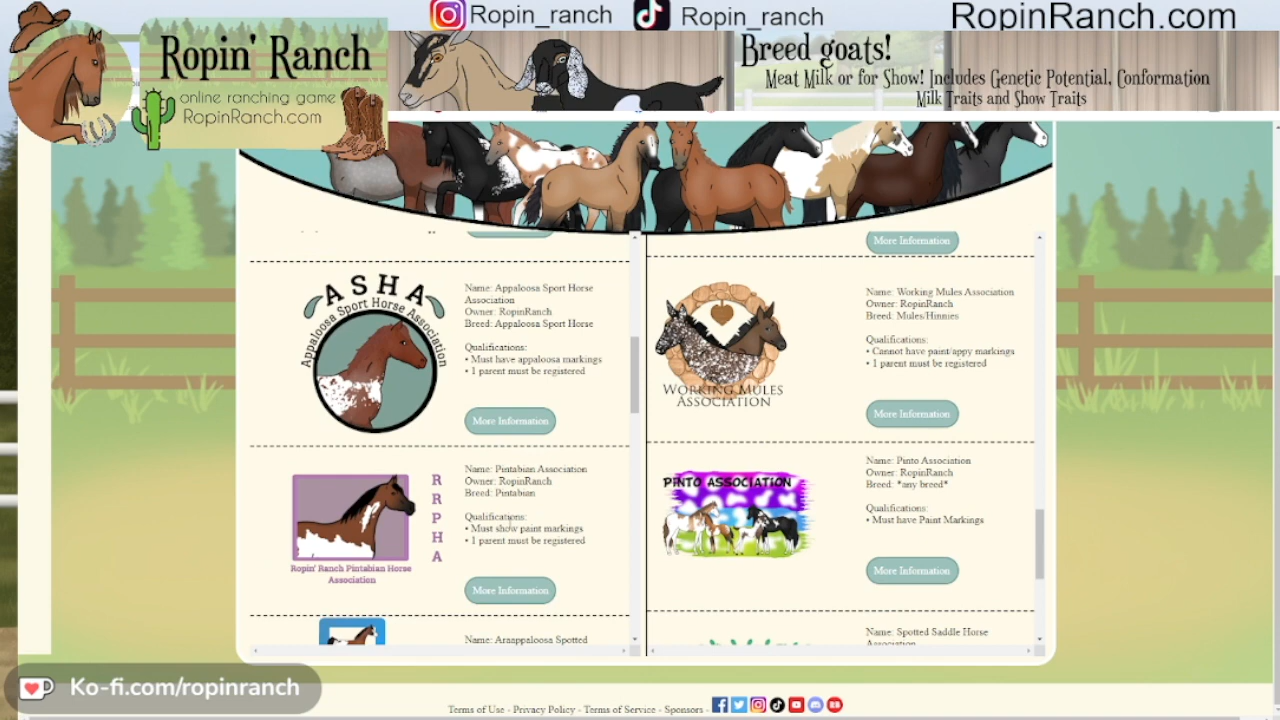 Ropin_ranch
Ropin_ranch
RopinRanch.com
Ropin' Ranch
online ranching game
RopinRanch.com
Breed goats!
Meat Milk or for Show! Includes Genetic Potential, Conformation
Milk Traits and Show Traits
More Information
ASHA
Appaloosa Sport Horse Association
Name: Appaloosa Sport Horse
Association
Owner: RopinRanch
Breed: Appaloosa Sport Horse
Qualifications:
• Must have appaloosa markings
• 1 parent must be registered
More Information
WORKING MULES
ASSOCIATION
Name: Working Mules Association
Owner: RopinRanch
Breed: Mules/Hinnies
Qualifications:
• Cannot have paint/appy markings
• 1 parent must be registered
More Information
RRPHA
Ropin' Ranch Pintabian Horse
Association
Name: Pintabian Association
Owner: RopinRanch
Breed: Pintabian
Qualifications:
• Must show paint markings
• 1 parent must be registered
More Information
PINTO ASSOCIATION
Name: Pinto Association
Owner: RopinRanch
Breed: *any breed*
Qualifications:
• Must have Paint Markings
More Information
Name: Araappaloosa Spotted
Name: Spotted Saddle Horse
Association
Ko-fi.com/ropinranch
Terms of Use - Privacy Policy - Terms of Service - Sponsors -